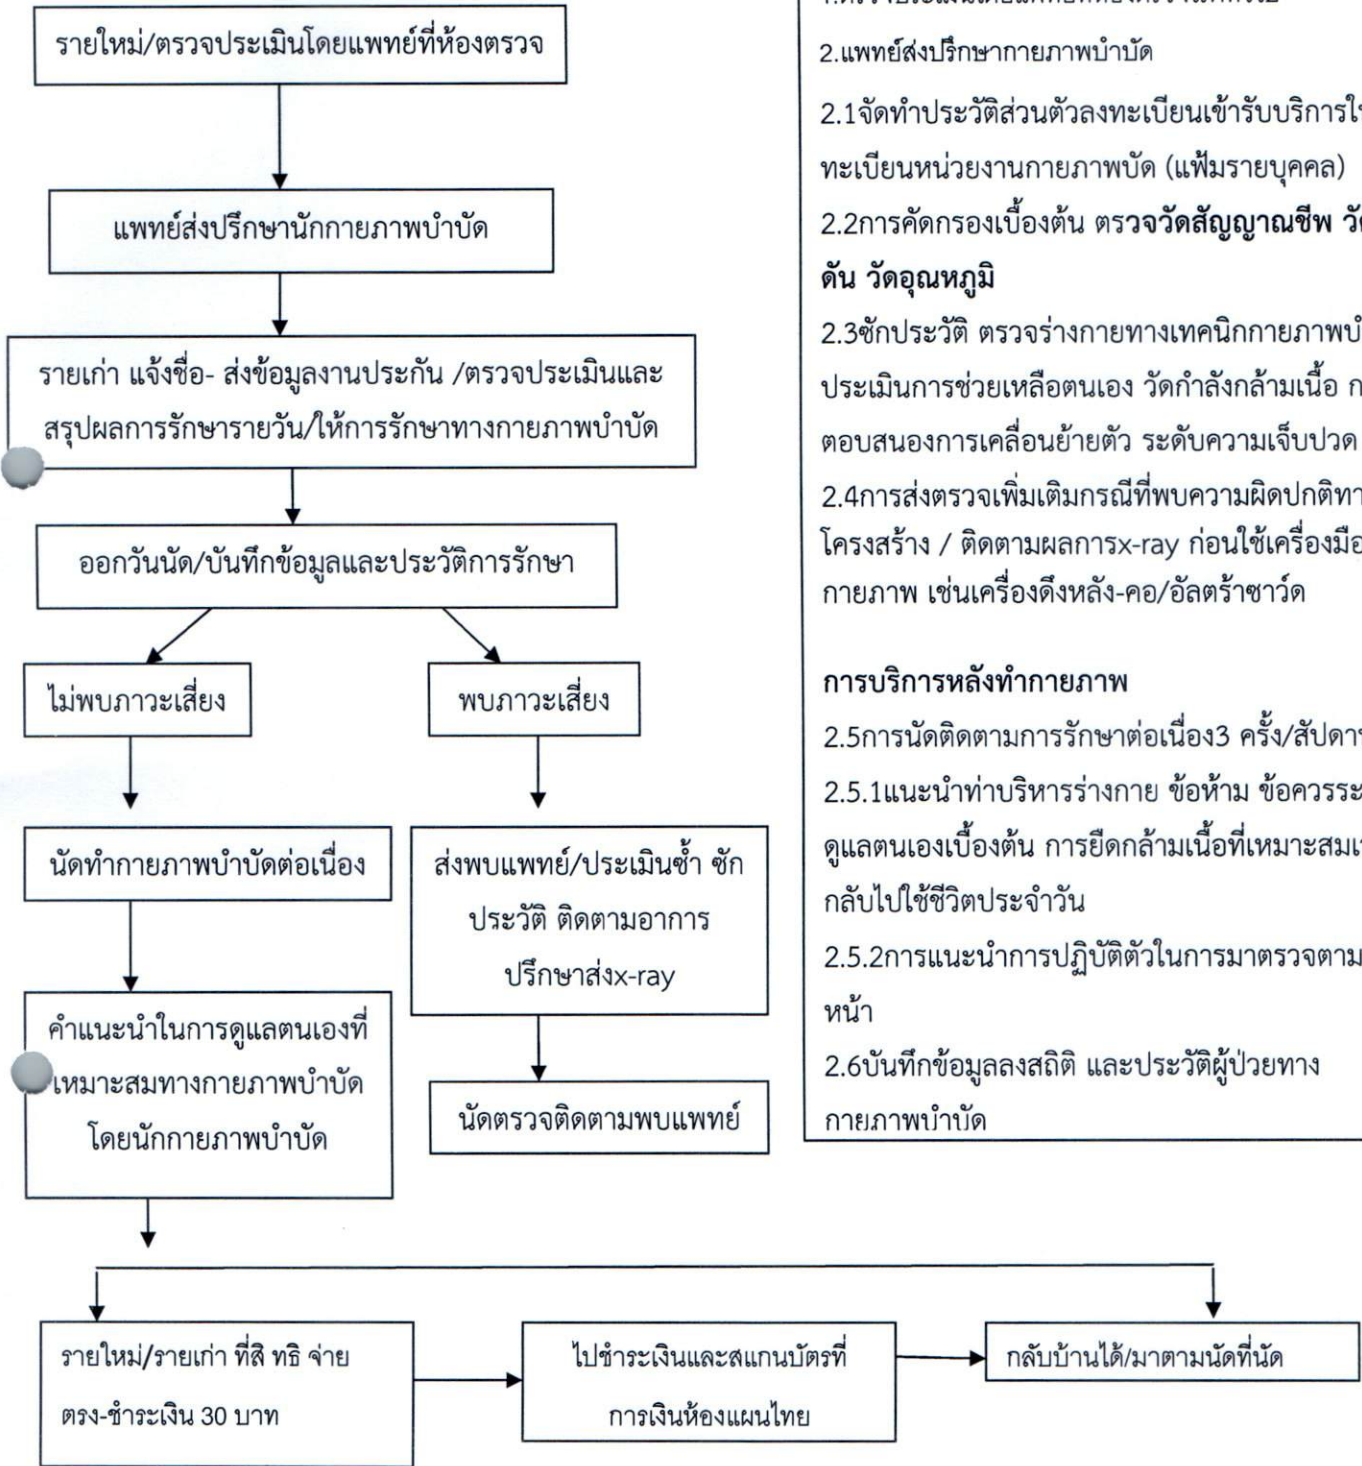 รายใหม่/ตรวจประเมินโดยแพทย์ที่ห้องตรวจ
แพทย์ส่งปรึกษานักกายภาพบำบัด
รายเก่า แจ้งชื่อ- ส่งข้อมูลงานประกัน /ตรวจประเมินและ
สรุปผลการรักษารายวัน/ให้การรักษาทางกายภาพบำบัด
ออกวันนัด/บันทึกข้อมูลและประวัติการรักษา
ไม่พบภาวะเสี่ยง
พบภาวะเสี่ยง
นัดทำกายภาพบำบัดต่อเนื่อง
ส่งพบแพทย์/ประเมินซ้ำ ซัก
ประวัติ ติดตามอาการ
ปรึกษาส่งx-ray
คำแนะนำในการดูแลตนเองที่
เหมาะสมทางกายภาพบำบัด
โดยนักกายภาพบำบัด
นัดตรวจติดตามพบแพทย์
รายใหม่/รายเก่า ที่สิ ทธิ จ่าย
ตรง-ชำระเงิน 30 บาท
ไปชำระเงินและสแกนบัตรที่
การเงินห้องแผนไทย
กลับบ้านได้/มาตามนัดที่นัด
2.แพทย์ส่งปรึกษากายภาพบำบัด
2.1จัดทำประวัติส่วนตัวลงทะเบียนเข้ารับบริการ
ทะเบียนหน่วยงานกายภาพบัด (แฟ้มรายบุคคล)
2.2การคัดกรองเบื้องต้น ตรวจวัดสัญญาณชีพ
ดัน วัดอุณหภูมิ
2.3ซักประวัติ ตรวจร่างกายทางเทคนิกกายภาพ
ประเมินการช่วยเหลือตนเอง วัดกำลังกล้ามเนื้อ
ตอบสนองการเคลื่อนย้ายตัว ระดับความเจ็บปวด
2.4การส่งตรวจเพิ่มเติมกรณีที่พบความผิดปกติ
โครงสร้าง / ติดตามผลการx-ray ก่อนใช้เครื่องมือ
กายภาพ เช่นเครื่องดึงหลัง-คอ/อัลตร้าซาว์ด
การบริการหลังทำกายภาพ
2.5การนัดติดตามการรักษาต่อเนื่อง3 ครั้ง/
2.5.1แนะนำท่าบริหารร่างกาย ข้อห้าม
ดูแลตนเองเบื้องต้น การยืดกล้ามเนื้อที่เหมาะสม
กลับไปใช้ชีวิตประจำวัน
2.5.2การแนะนำการปฏิบัติตัวในการมาตรวจตาม
หน้า
2.6บันทึกข้อมูลลงสถิติ และประวัติผู้ป่วยทาง
กายภาพบำบัด